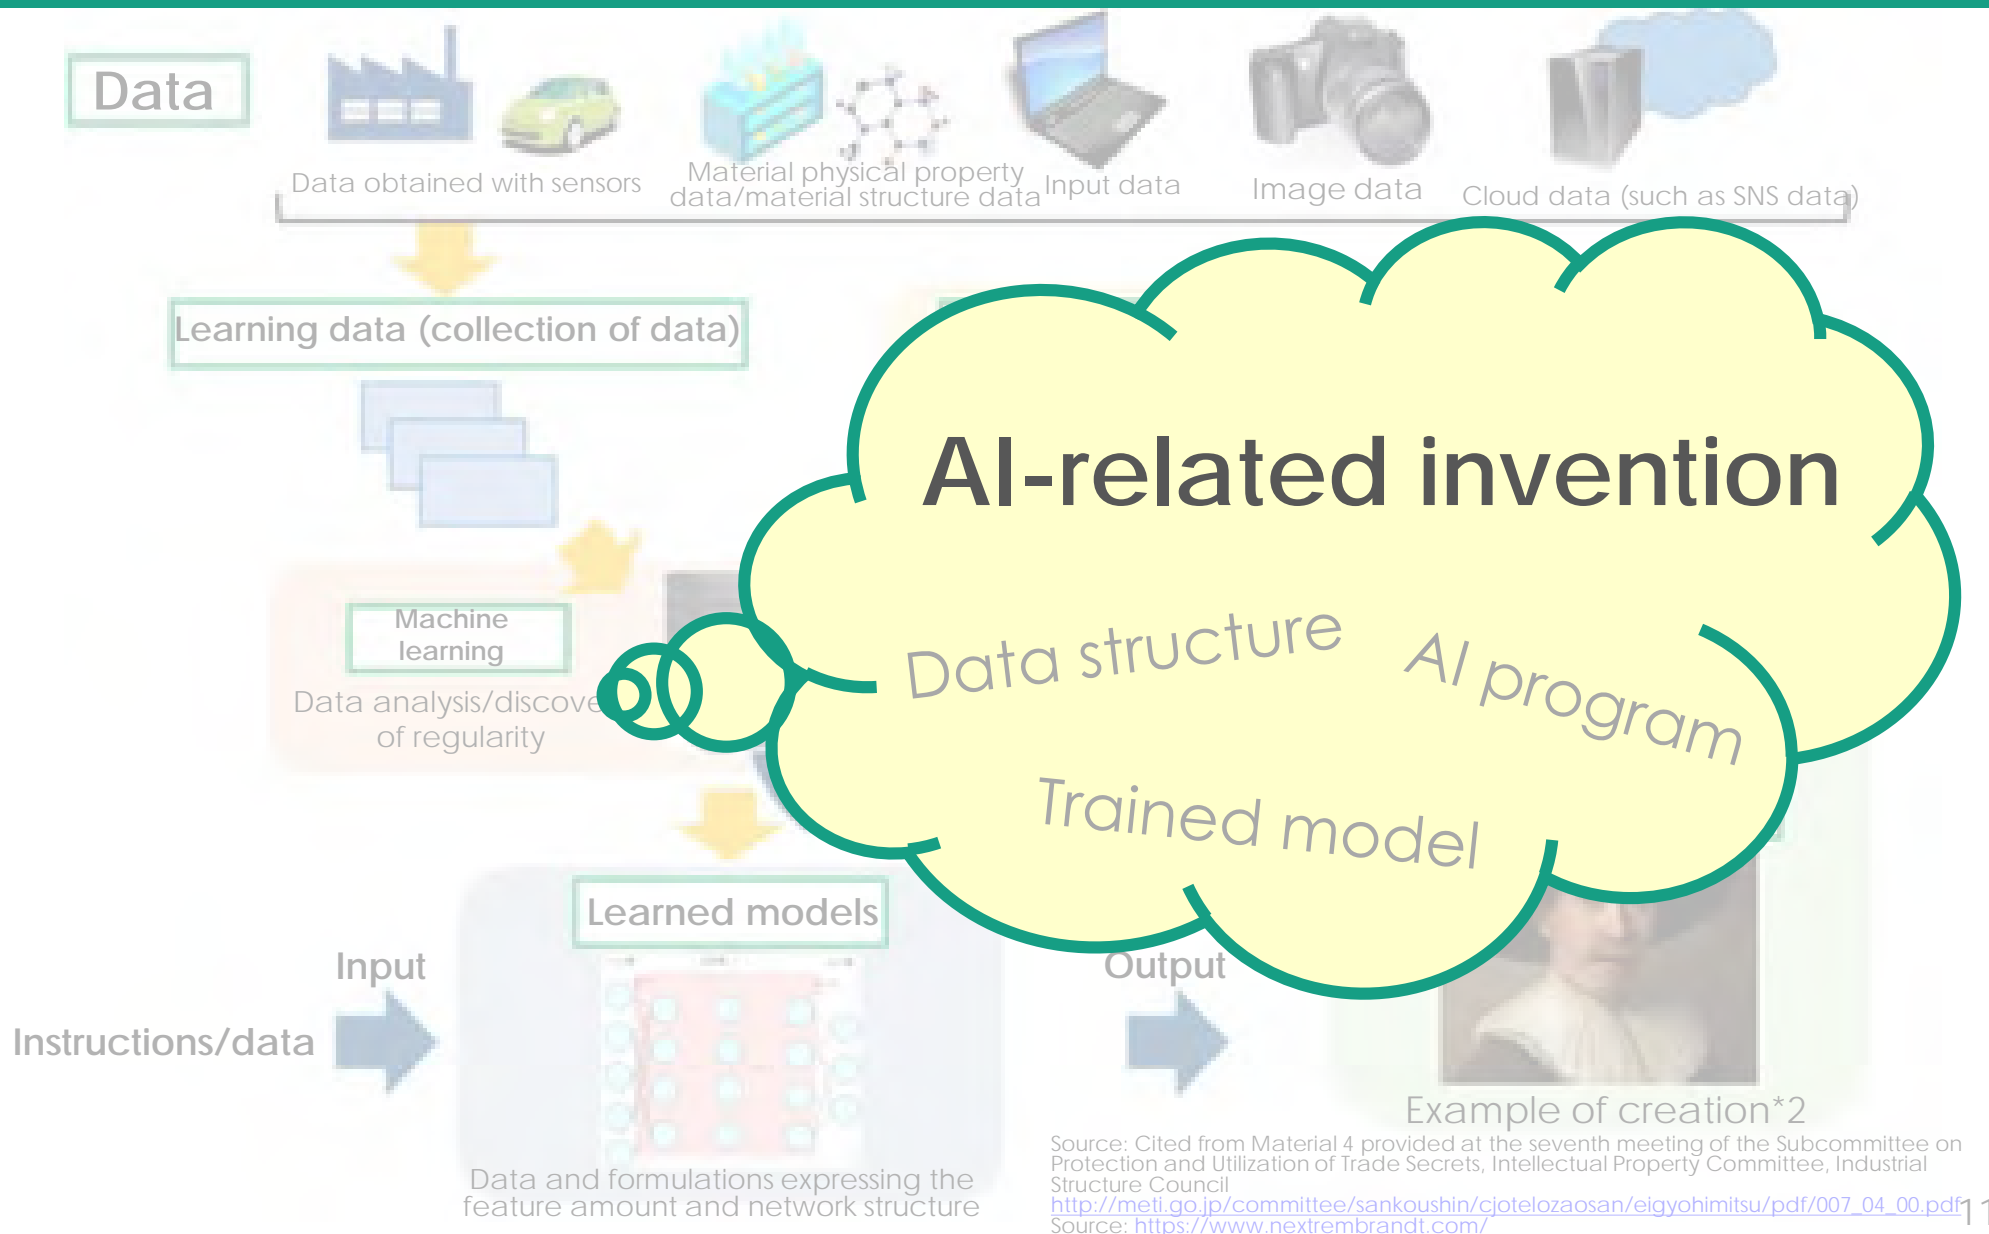 Data
Data obtained with sensors
Material physical property
data/material structure data
Input data
Image data
Cloud data (such as SNS data)
Learning data (collection of data)
AI-related invention
Data structure
AI program
Trained model
Machine
learning
Data analysis/discove
of regularity
Learned models
Input
Output
Instructions/data
Data and formulations expressing the
feature amount and network structure
Example of creation*2
Source: Cited from Material 4 provided at the seventh meeting of the Subcommittee on
Protection and Utilization of Trade Secrets, Intellectual Property Committee, Industrial
Structure Council
http://meti.go.jp/committee/sankoushin/cjotelozaosan/eigyohimitsu/pdf/007_04_00.pdf
Source: https://www.nextrembrandt.com/
11